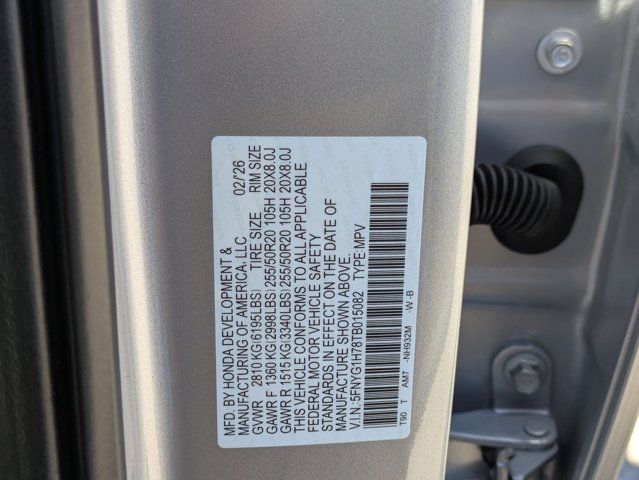 MFD. BY HONDA DEVELOPMENT &
MANUFACTURING OF AMERICA, LLC 02/26
GVWR 2810 KG(6195LBS) TIRE SIZE RIM SIZE
GAWR F 1360 KG(2998LBS) 255/50R20 105H 20X8.0J
GAWR R 1515 KG(3340LBS) 255/50R20 105H 20X8.0J
THIS VEHICLE CONFORMS TO ALL APPLICABLE
FEDERAL MOTOR VEHICLE SAFETY
STANDARDS IN EFFECT ON THE DATE OF
MANUFACTURE SHOWN ABOVE.
V.I.N.: 5FNYG1H78TB015082 TYPE: MPV
T90 T AM7 -NH932M -W -B